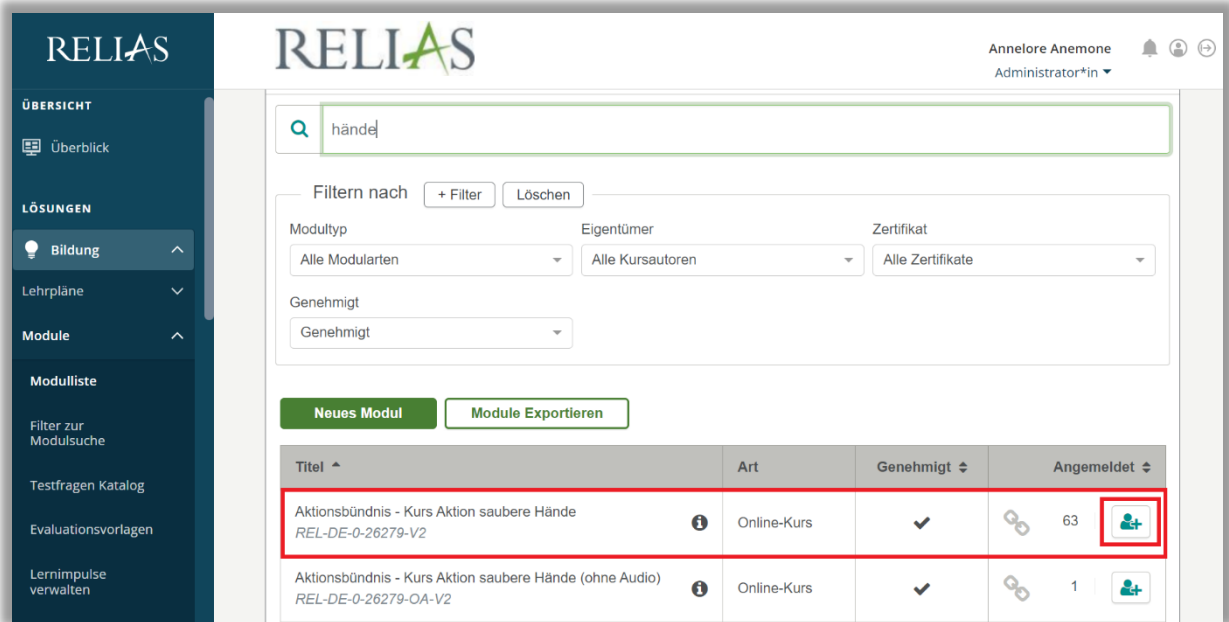 RELIAS
RELIAS
Annelore Anemone
Administrator*in
ÜBERSICHT
Überblick
LÖSUNGEN
Bildung
Lehrpläne
Module
Modulliste
Filter zur
Modulsuche
Testfragen Katalog
Evaluationsvorlagen
Lernimpulse
verwalten
hände
Filtern nach + Filter Löschen
Modultyp Eigentümer Zertifikat
Alle Modularten Alle Kursautoren Alle Zertifikate
Genehmigt
Genehmigt
Neues Modul Module Exportieren
Titel Art Genehmigt Angemeldet
Aktionsbündnis - Kurs Aktion saubere Hände
REL-DE-0-26279-V2
Online-Kurs 63
Aktionsbündnis - Kurs Aktion saubere Hände (ohne Audio)
REL-DE-0-26279-OA-V2
Online-Kurs 1